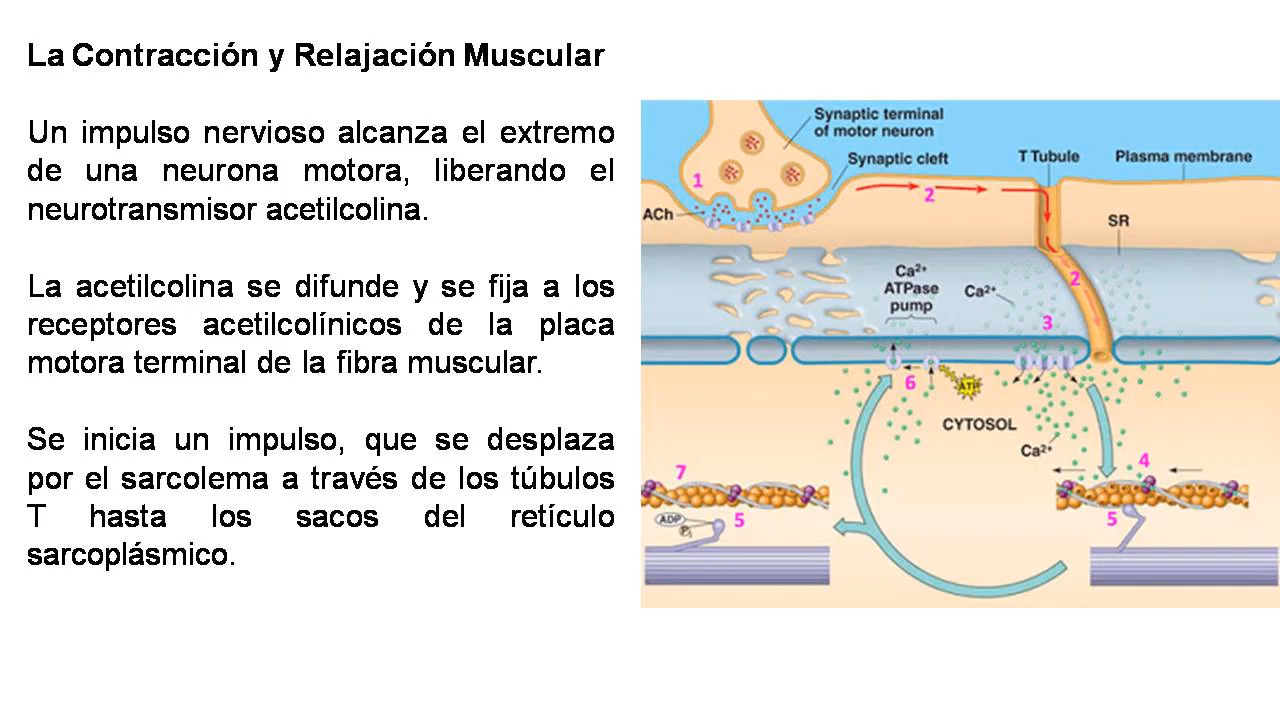 La Contracción y Relajación Muscular
Un impulso nervioso alcanza el extremo
de una neurona motora, liberando el
neurotransmisor acetilcolina.
La acetilcolina se difunde y se fija a los
receptores acetilcolínicos de la placa
motora terminal de la fibra muscular.
Se inicia un impulso, que se desplaza
por el sarcolema a través de los túbulos
T hasta los sacos del retículo
sarcoplásmico.
Synaptic terminal
of motor neuron
Synaptic cleft
T Tubule
Plasma membrane
1
2
ACh
SR
Ca²⁺
ATPase
pump
Ca²⁺
2
3
6
ATP
CYTOSOL
Ca²⁺
4
7
5
5
ADP
Pᵢ